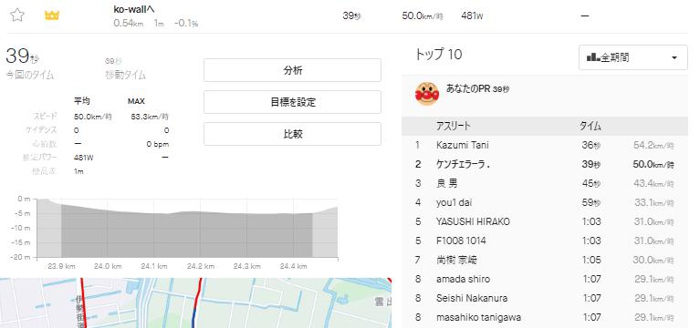 ko-wallへ
0.54km 1m -0.1%
39秒 50.0km/時 481W —
39秒
今回のタイム
39秒
移動タイム
分析
目標を設定
比較
平均 MAX
スピード 50.0km/時 53.3km/時
ケイデンス 0 0
心拍数 — 0 bpm
推定パワー 481W —
獲得標高 1m
0 m
-5 m
-10 m
-15 m
-20 m
23.9 km 24.0 km 24.1 km 24.2 km 24.3 km 24.4 km
伊勢街道
雲出
トップ 10
全期間
あなたのPR 39秒
アスリート タイム
1 Kazumi Tani 36秒 54.2km/時
2 ケンチェラーラ . 39秒 50.0km/時
3 良 男 45秒 43.4km/時
4 you1 dai 59秒 33.1km/時
5 YASUSHI HIRAKO 1:03 31.0km/時
5 F1008 1014 1:03 31.0km/時
7 尚樹 京崎 1:05 30.0km/時
8 amada shiro 1:07 29.1km/時
8 Seishi Nakanura 1:07 29.1km/時
8 masahiko tanigawa 1:07 29.1km/時